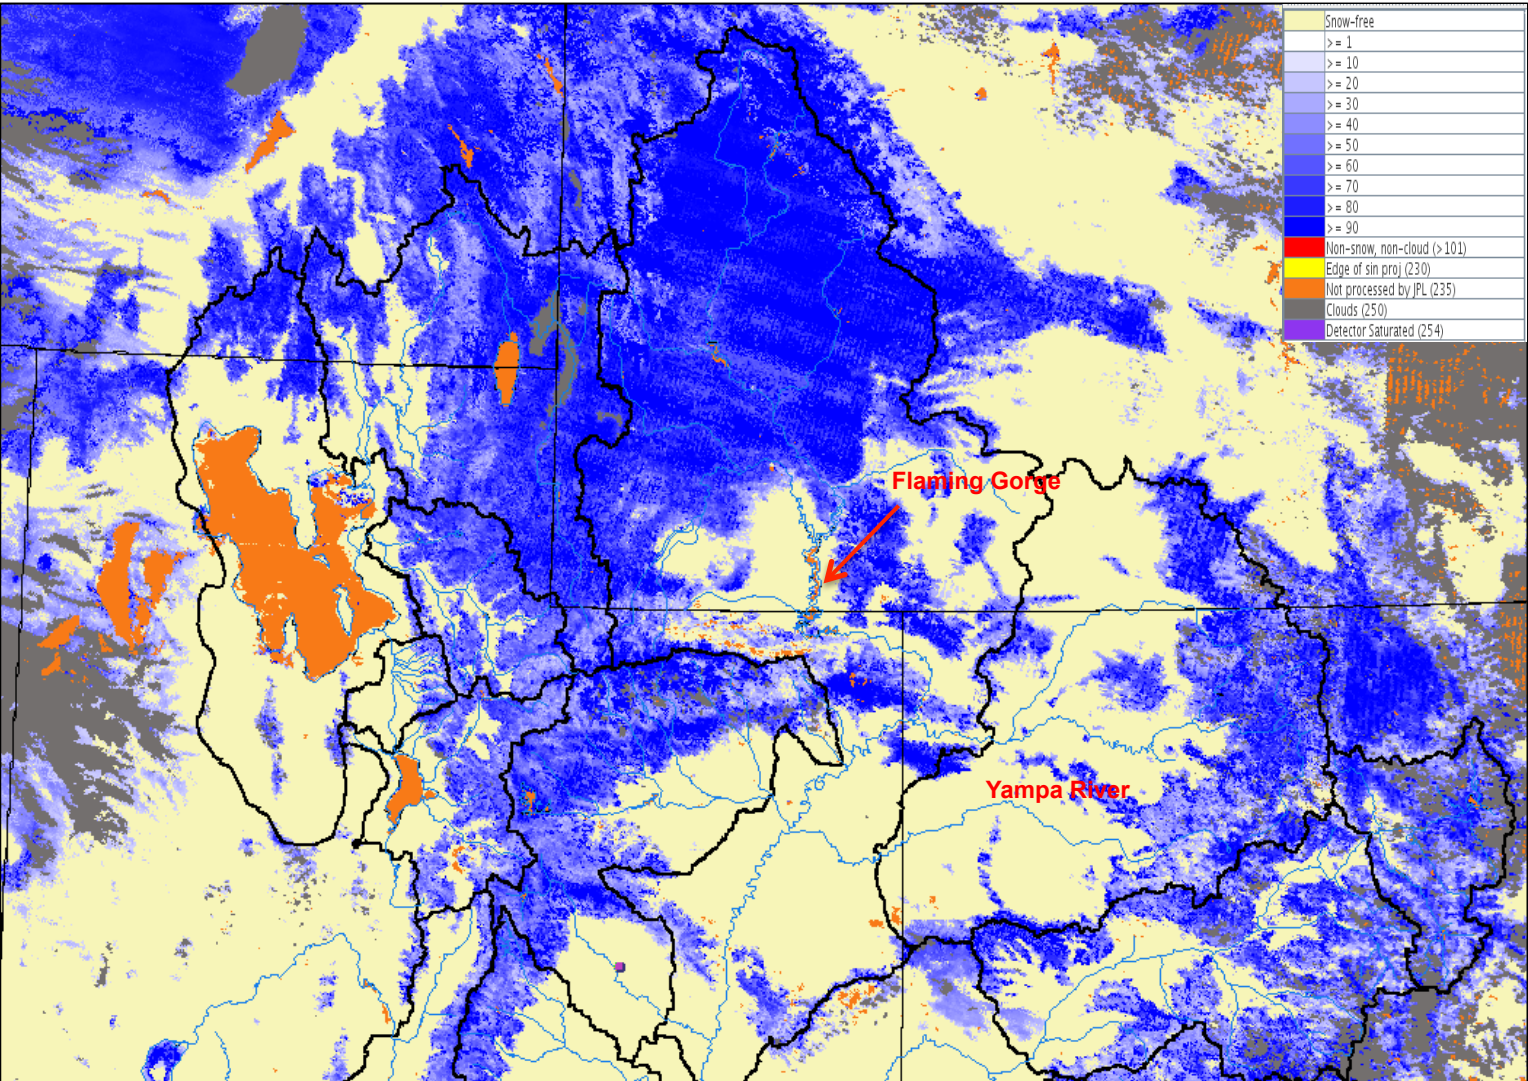 Snow-free
>= 1
>= 10
>= 20
>= 30
>= 40
>= 50
>= 60
>= 70
>= 80
>= 90
Non-snow, non-cloud (>101)
Edge of sin proj (230)
Not processed by JPL (235)
Clouds (250)
Detector Saturated (254)
Flaming Gorge
Yampa River